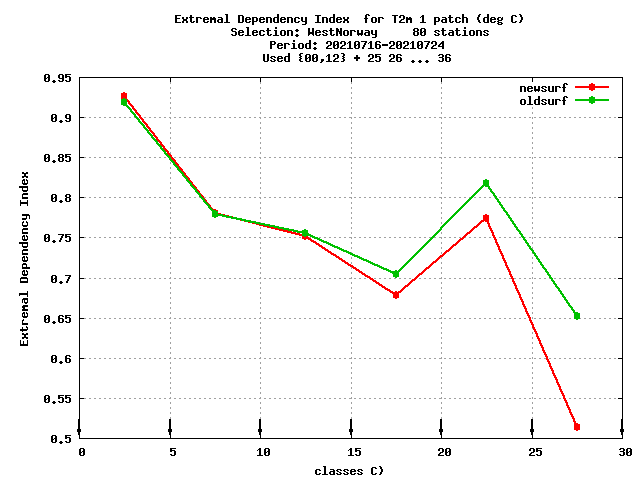 Extremal Dependency Index  for T2m 1 patch (deg C)
Selection: WestNorway     80 stations
Period: 20210716-20210724
Used {00,12} + 25 26 ... 36
newsurf
oldsurf
Extremal Dependency Index
0.95
0.9
0.85
0.8
0.75
0.7
0.65
0.6
0.55
0.5
0 5 10 15 20 25 30
classes C)